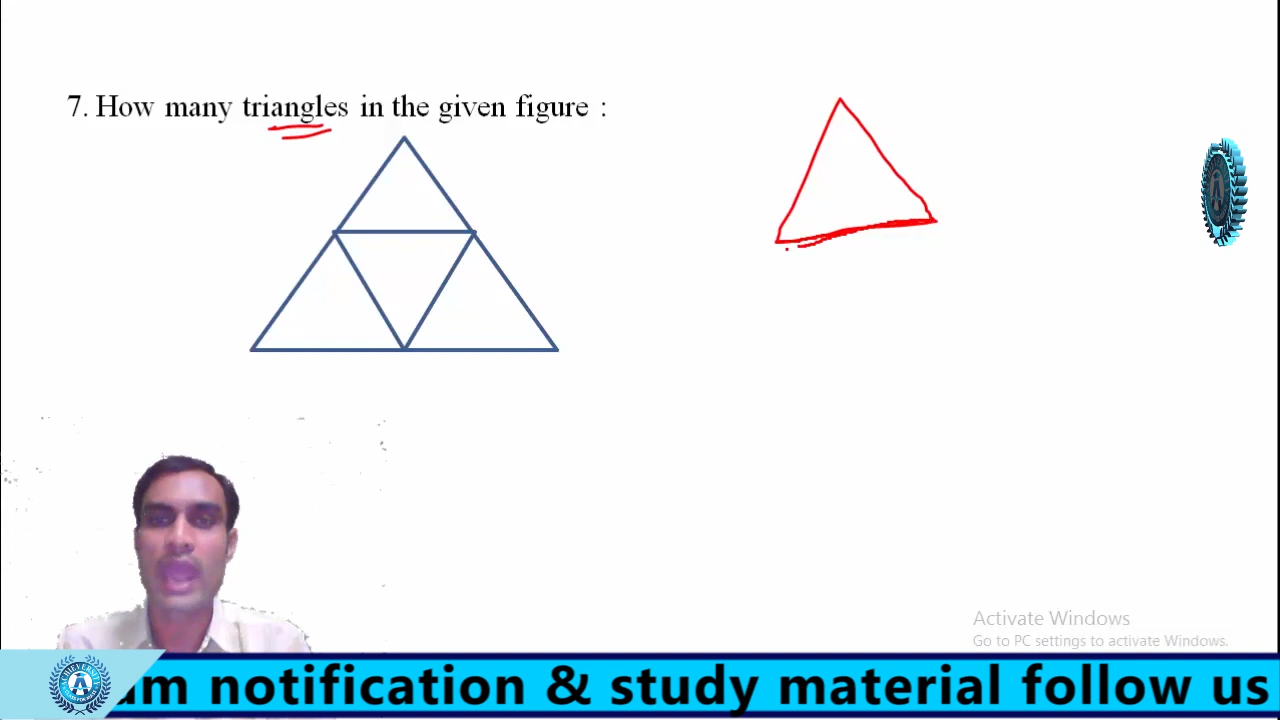 7. How many triangles in the given figure :
Activate Windows
Go to PC settings to activate Windows.
am notification & study material follow us